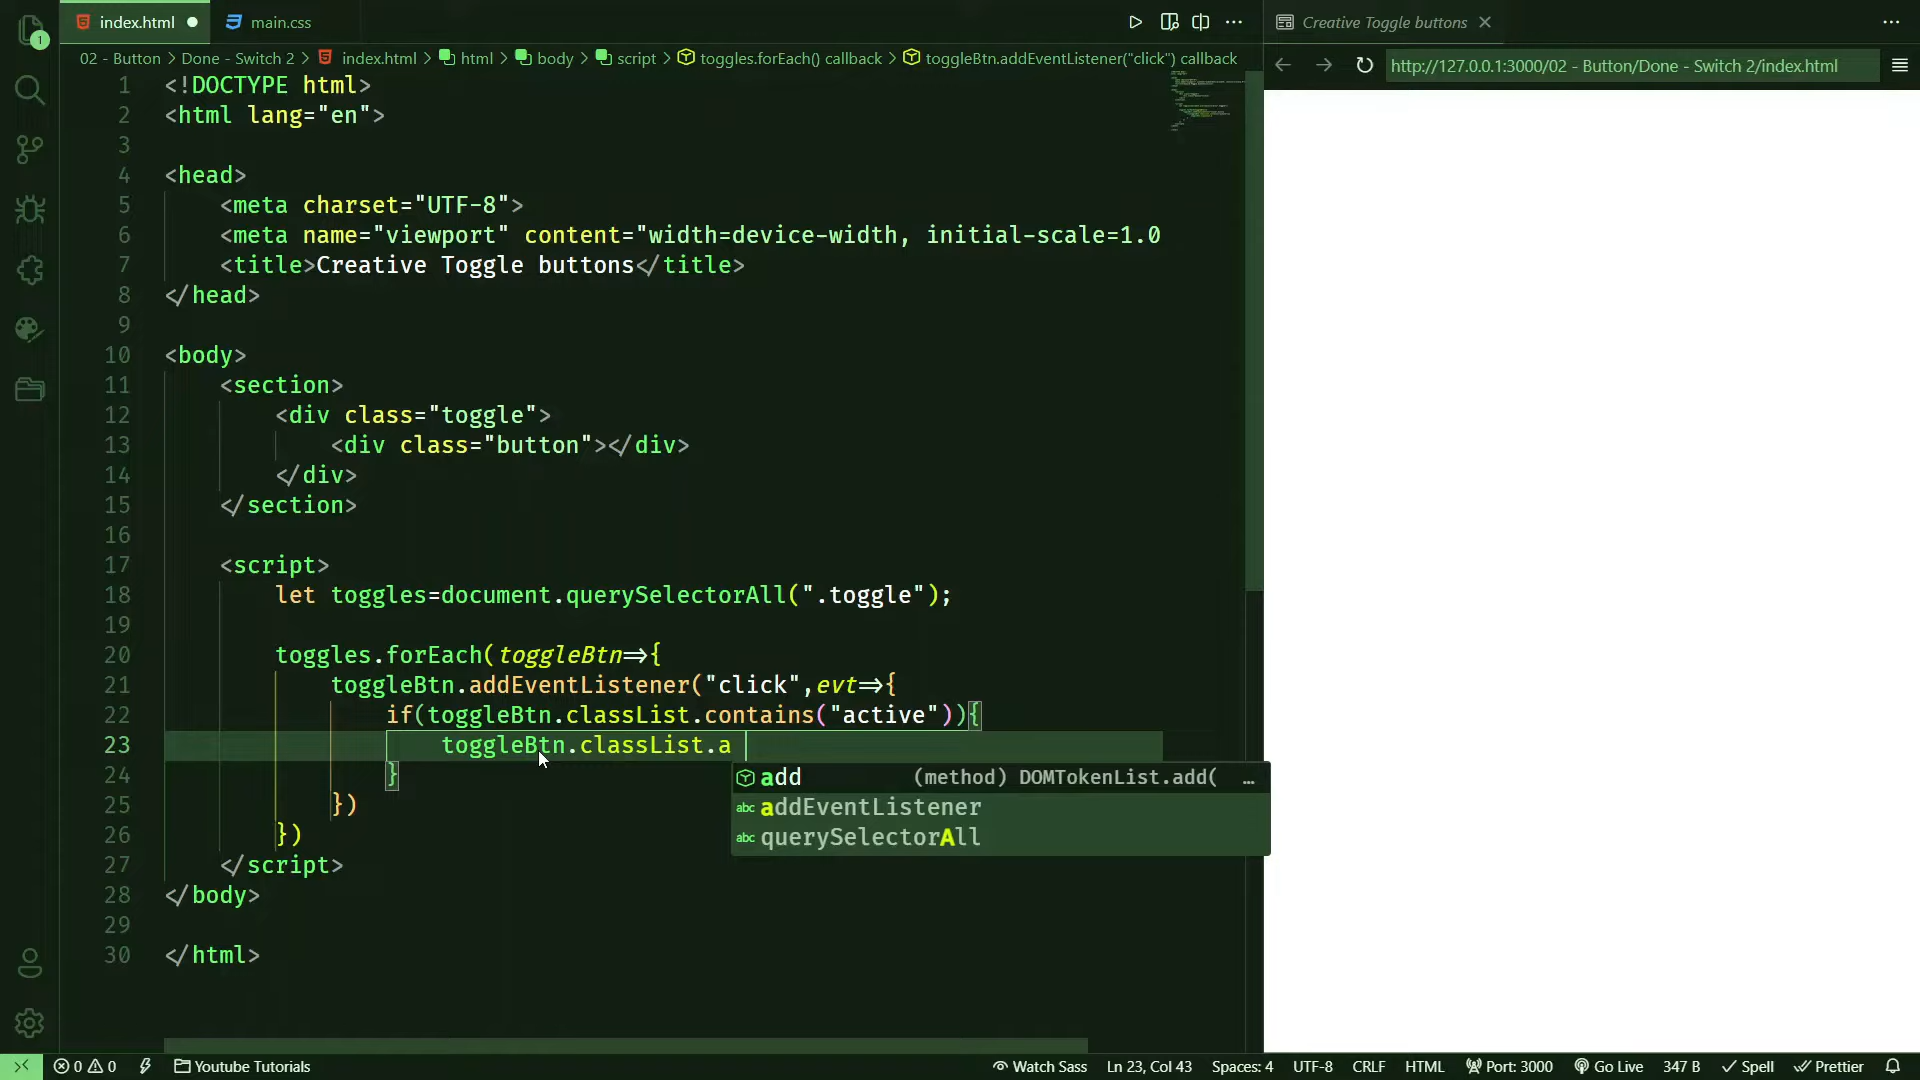 index.html
main.css
Creative Toggle buttons
02 - Button > Done - Switch 2 > index.html > html > body > script > toggles.forEach() callback > toggleBtn.addEventListener("click") callback
http://127.0.0.1:3000/02 - Button/Done - Switch 2/index.html
1
1 <!DOCTYPE html>
2 <html lang="en">
3
4 <head>
5 <meta charset="UTF-8">
6 <meta name="viewport" content="width=device-width, initial-scale=1.0
7 <title>Creative Toggle buttons</title>
8 </head>
9
10 <body>
11 <section>
12 <div class="toggle">
13 <div class="button"></div>
14 </div>
15 </section>
16
17 <script>
18 let toggles=document.querySelectorAll(".toggle");
19
20 toggles.forEach(toggleBtn=>{
21 toggleBtn.addEventListener("click",evt=>{
22 if(toggleBtn.classList.contains("active")){
23 toggleBtn.classList.a
add (method) DOMTokenList.add( …
24 }
abc addEventListener
25 })
abc querySelectorAll
26 })
27 </script>
28 </body>
29
30 </html>
0 0 Youtube Tutorials Watch Sass Ln 23, Col 43 Spaces: 4 UTF-8 CRLF HTML Port: 3000 Go Live 347 B Spell Prettier